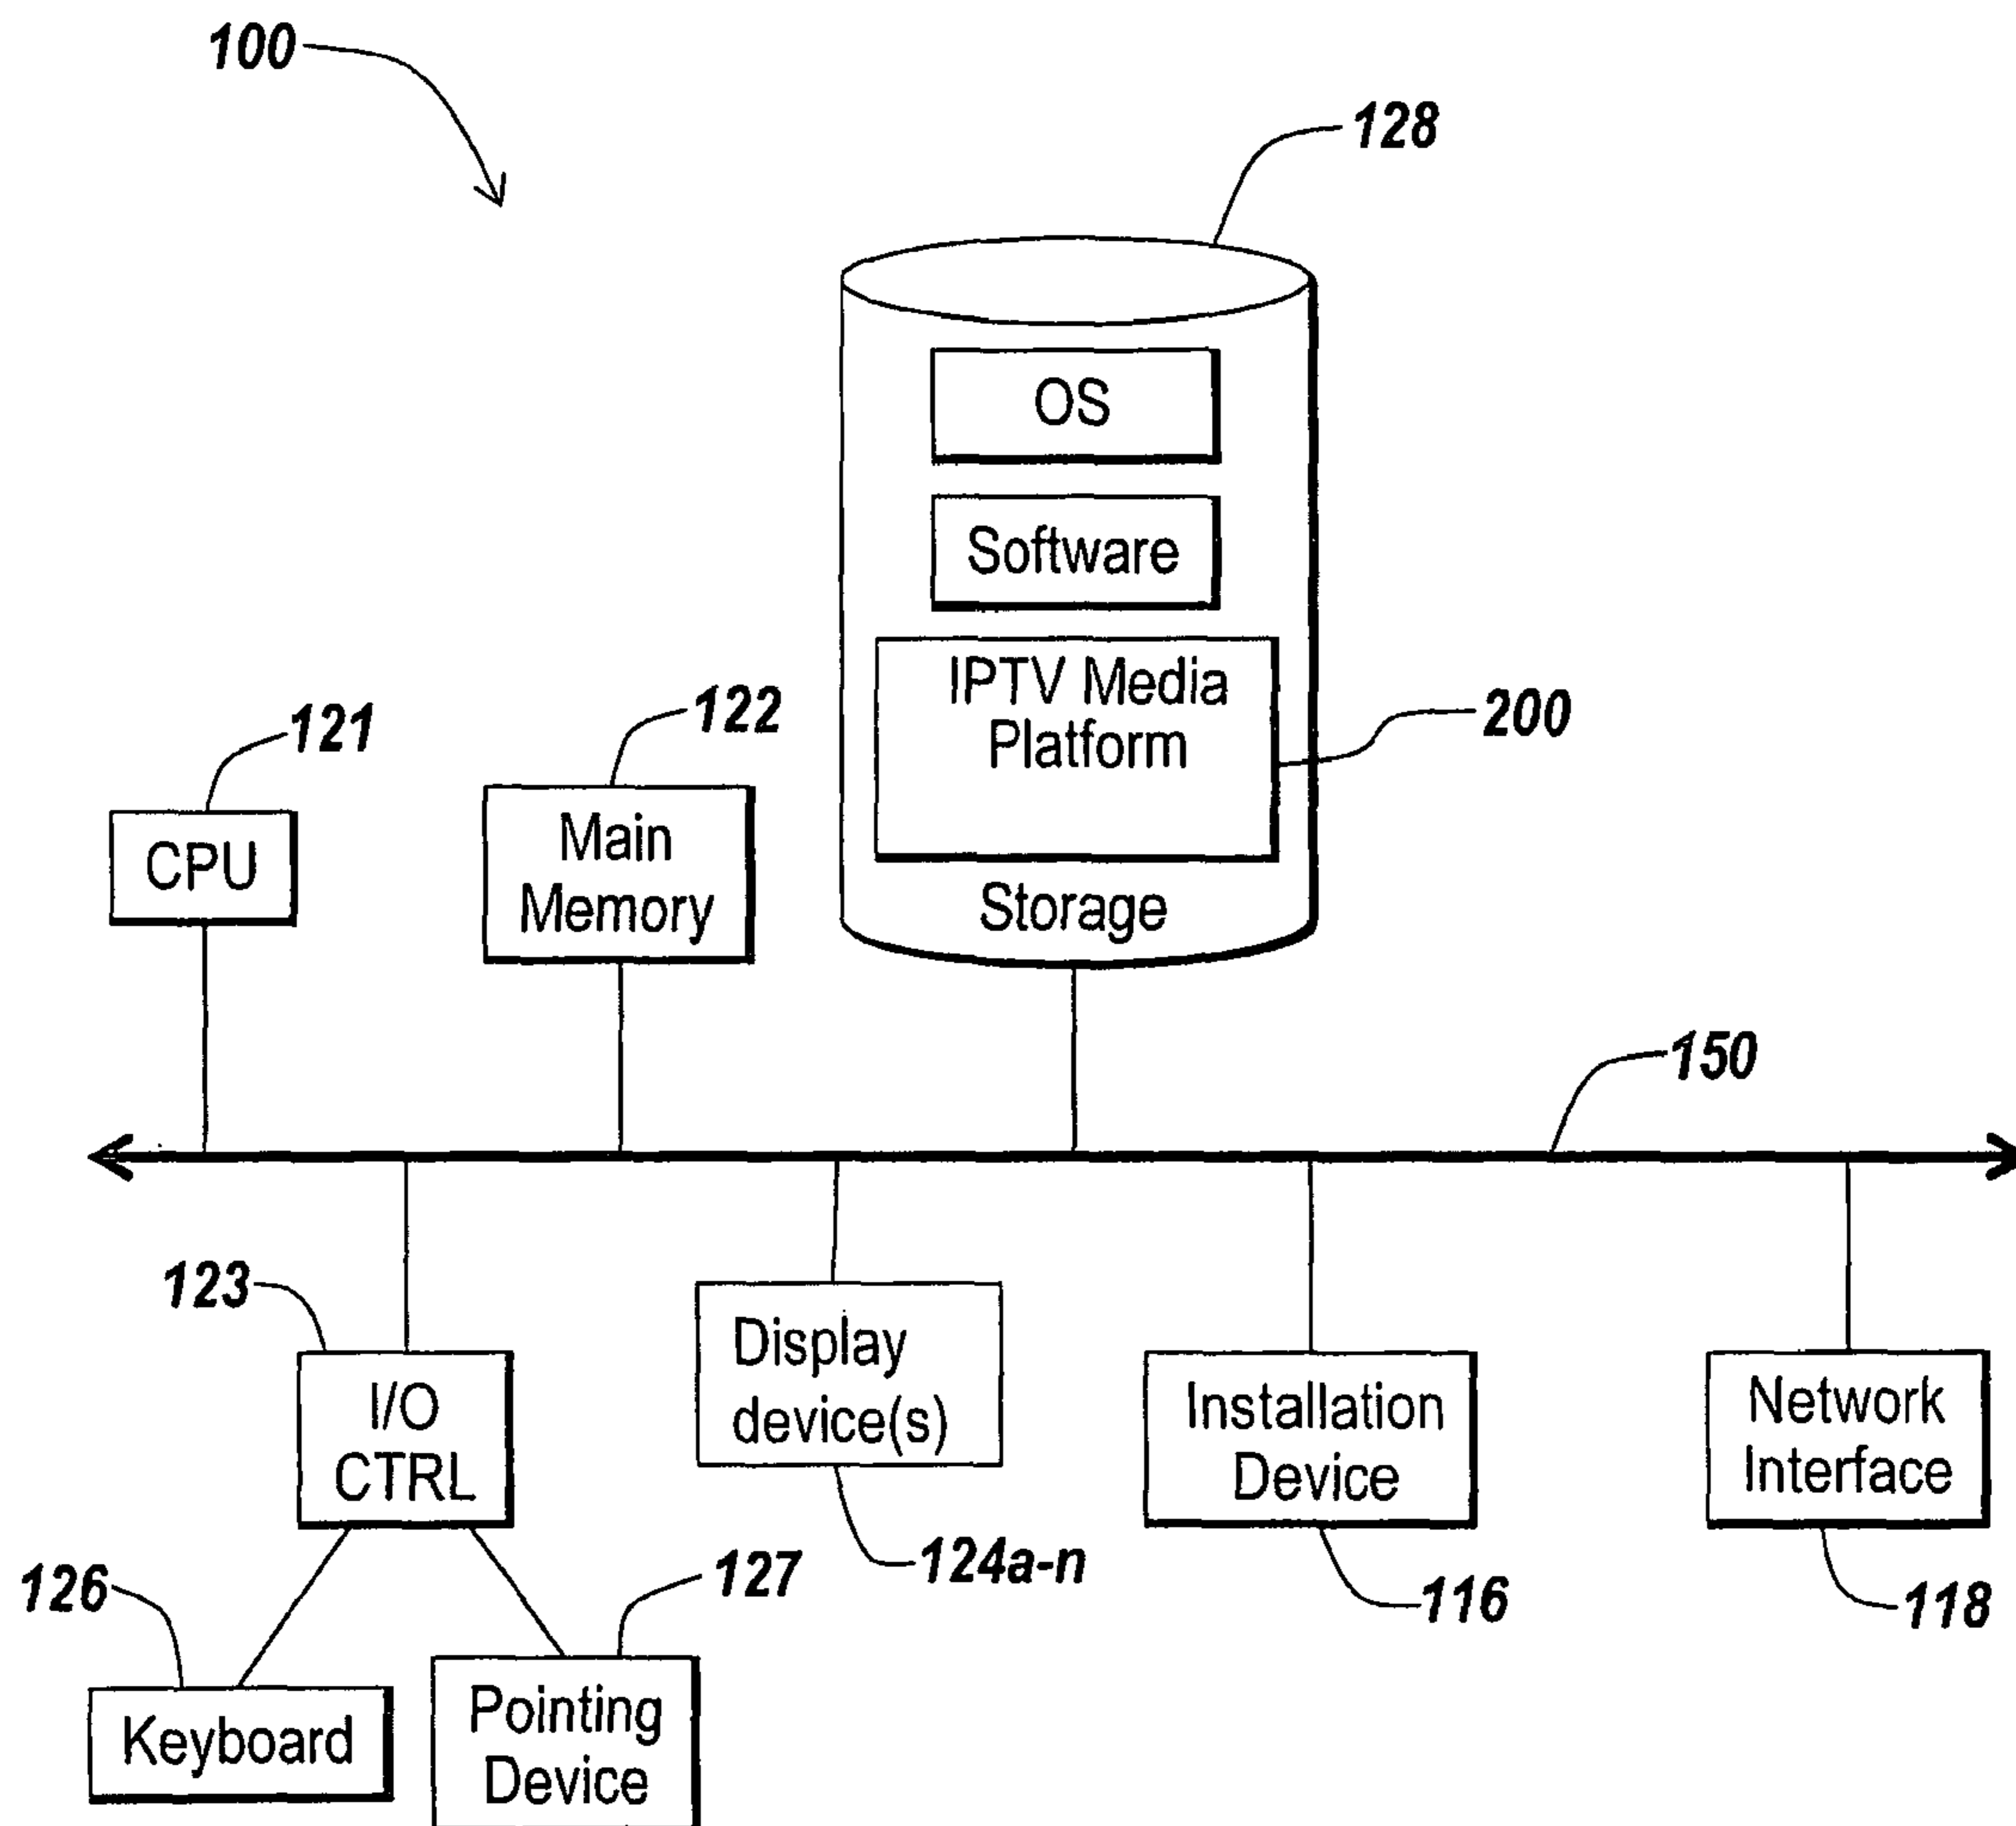 100
128
OS
Software
IPTV Media
Platform
200
Storage
121
CPU
122
Main
Memory
150
123
I/O
CTRL
Display
device(s)
124a-n
Installation
Device
116
Network
Interface
118
126
Keyboard
127
Pointing
Device